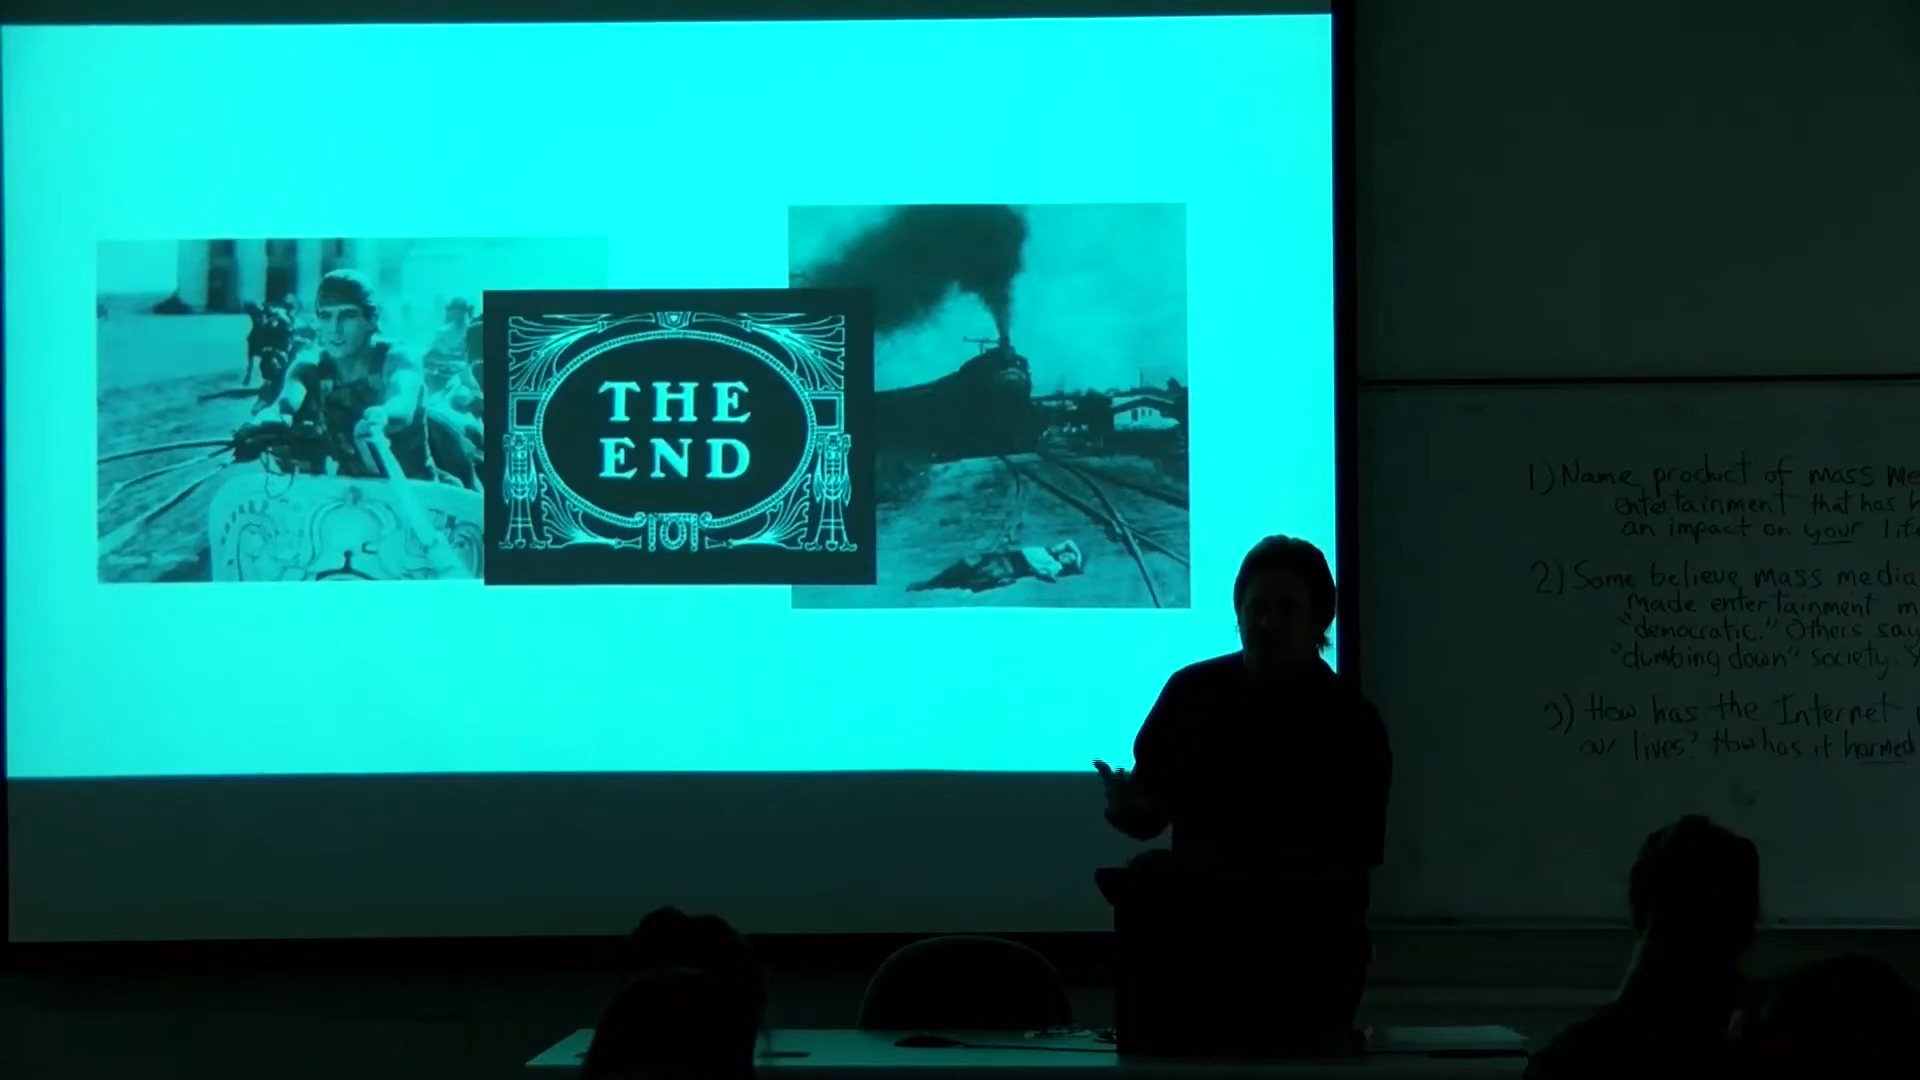 THE
END
1) Name product of mass me
entertainment that has h
an impact on your life
2) Some believe mass media
made entertainment m
"democratic." Others say
"dumbing down" society.
3) How has the Internet
our lives? How has it harmed